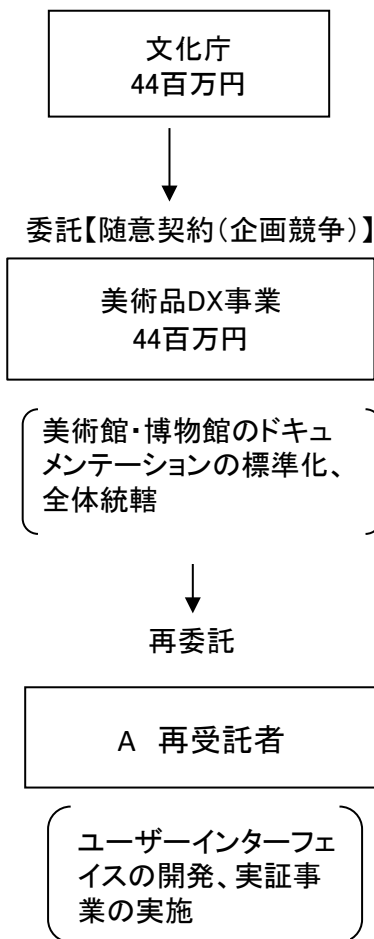 文化庁
44百万円
委託【随意契約(企画競争)】
美術品DX事業
44百万円
美術館・博物館のドキュ
メンテーションの標準化、
全体統轄
再委託
A 再受託者
ユーザーインターフェ
イスの開発、実証事
業の実施